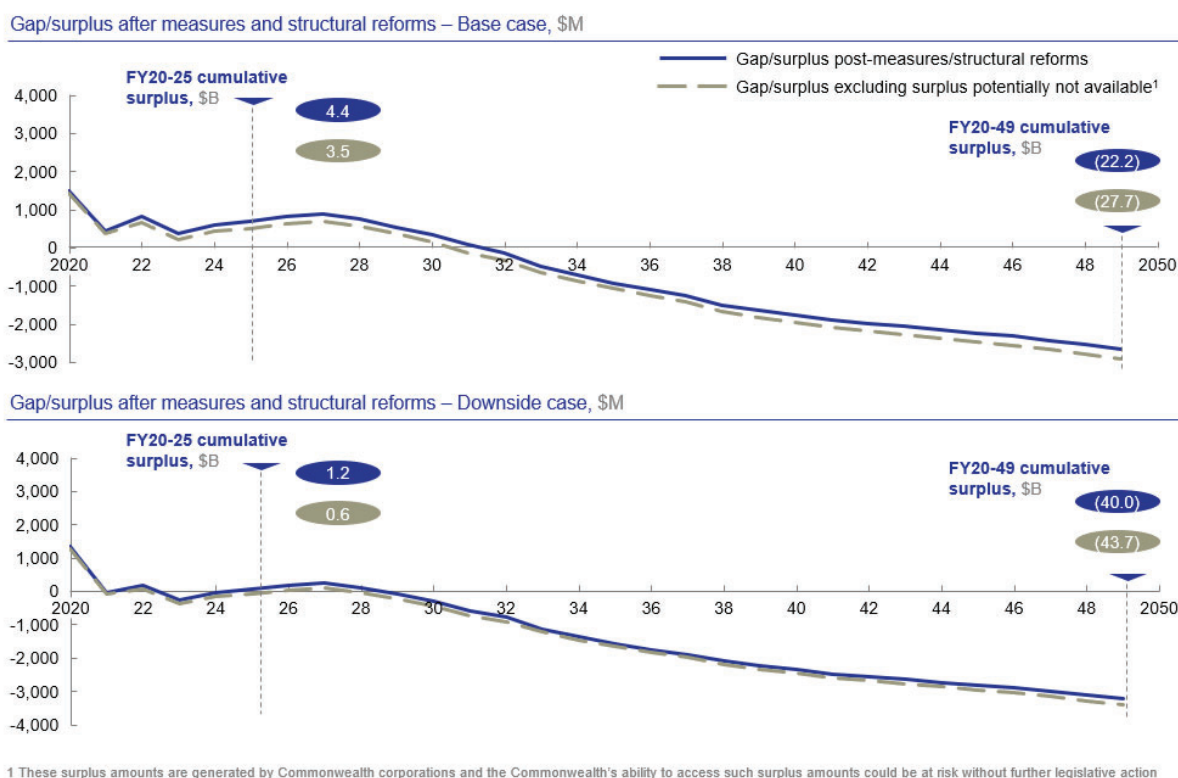 Gap/surplus after measures and structural reforms – Base case, $M
Gap/surplus post-measures/structural reforms
Gap/surplus excluding surplus potentially not available¹
FY20-25 cumulative
surplus, $B
4.4
3.5
FY20-49 cumulative
surplus, $B
(22.2)
(27.7)
4,000
3,000
2,000
1,000
0
-1,000
-2,000
-3,000
2020 22 24 26 28 30 32 34 36 38 40 42 44 46 48 2050
Gap/surplus after measures and structural reforms – Downside case, $M
FY20-25 cumulative
surplus, $B
1.2
0.6
FY20-49 cumulative
surplus, $B
(40.0)
(43.7)
4,000
3,000
2,000
1,000
0
-1,000
-2,000
-3,000
-4,000
2020 22 24 26 28 30 32 34 36 38 40 42 44 46 48 2050
1 These surplus amounts are generated by Commonwealth corporations and the Commonwealth's ability to access such surplus amounts could be at risk without further legislative action